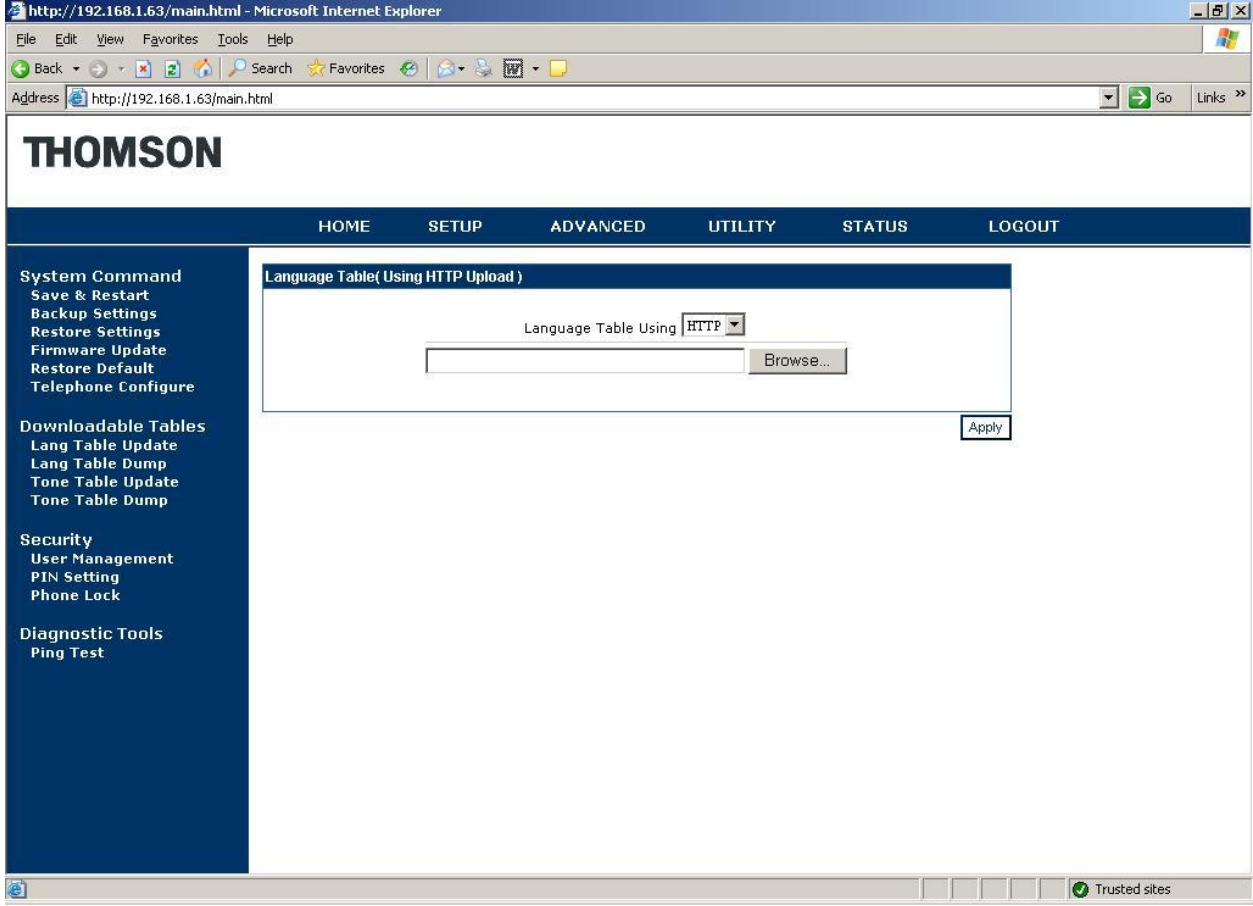 http://192.168.1.63/main.html - Microsoft Internet Explorer
File Edit View Favorites Tools Help
Back Search Favorites
Address http://192.168.1.63/main.html Go Links »
THOMSON
HOME SETUP ADVANCED UTILITY STATUS LOGOUT
System Command
Save & Restart
Backup Settings
Restore Settings
Firmware Update
Restore Default
Telephone Configure
Downloadable Tables
Lang Table Update
Lang Table Dump
Tone Table Update
Tone Table Dump
Security
User Management
PIN Setting
Phone Lock
Diagnostic Tools
Ping Test
Language Table( Using HTTP Upload )
Language Table Using HTTP
Browse...
Apply
Trusted sites